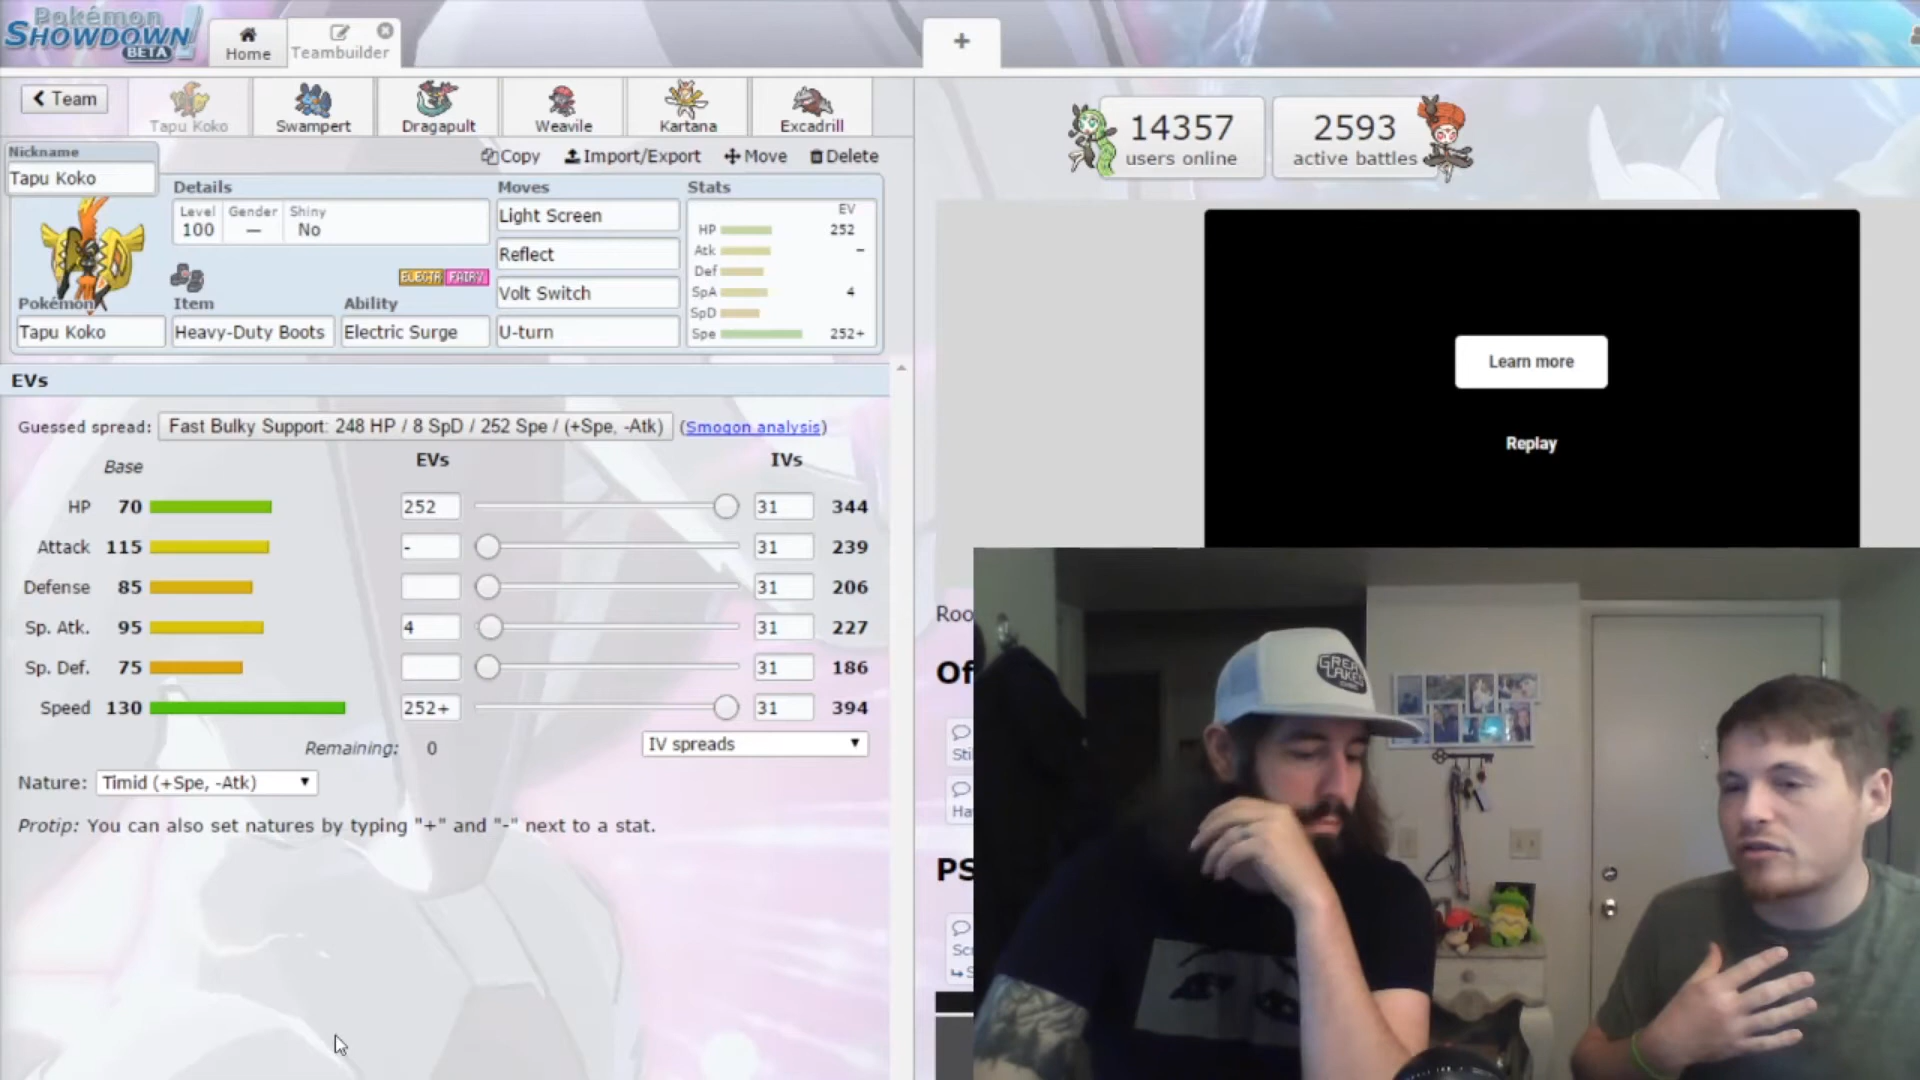 Pokémon
SHOWDOWN!
BETA
Home
Teambuilder
+
Team
Tapu Koko
Swampert
Dragapult
Weavile
Kartana
Excadrill
14357
users online
2593
active battles
Copy
Import/Export
Move
Delete
Nickname
Tapu Koko
Details
Level
100
Gender
—
Shiny
No
ELECTR FAIRY
Pokémon
Tapu Koko
Item
Heavy-Duty Boots
Ability
Electric Surge
Moves
Light Screen
Reflect
Volt Switch
U-turn
Stats
EV
HP 252
Atk -
Def
SpA 4
SpD
Spe 252+
Learn more
Replay
EVs
Guessed spread: Fast Bulky Support: 248 HP / 8 SpD / 252 Spe / (+Spe, -Atk) (Smogon analysis)
Base EVs IVs
HP 70 252 31 344
Attack 115 - 31 239
Defense 85 31 206
Sp. Atk. 95 4 31 227
Sp. Def. 75 31 186
Speed 130 252+ 31 394
Remaining: 0
IV spreads
Nature: Timid (+Spe, -Atk)
Protip: You can also set natures by typing "+" and "-" next to a stat.
Roo
Of
Sti
Ha
PS
Sc
GREAT
LAKES